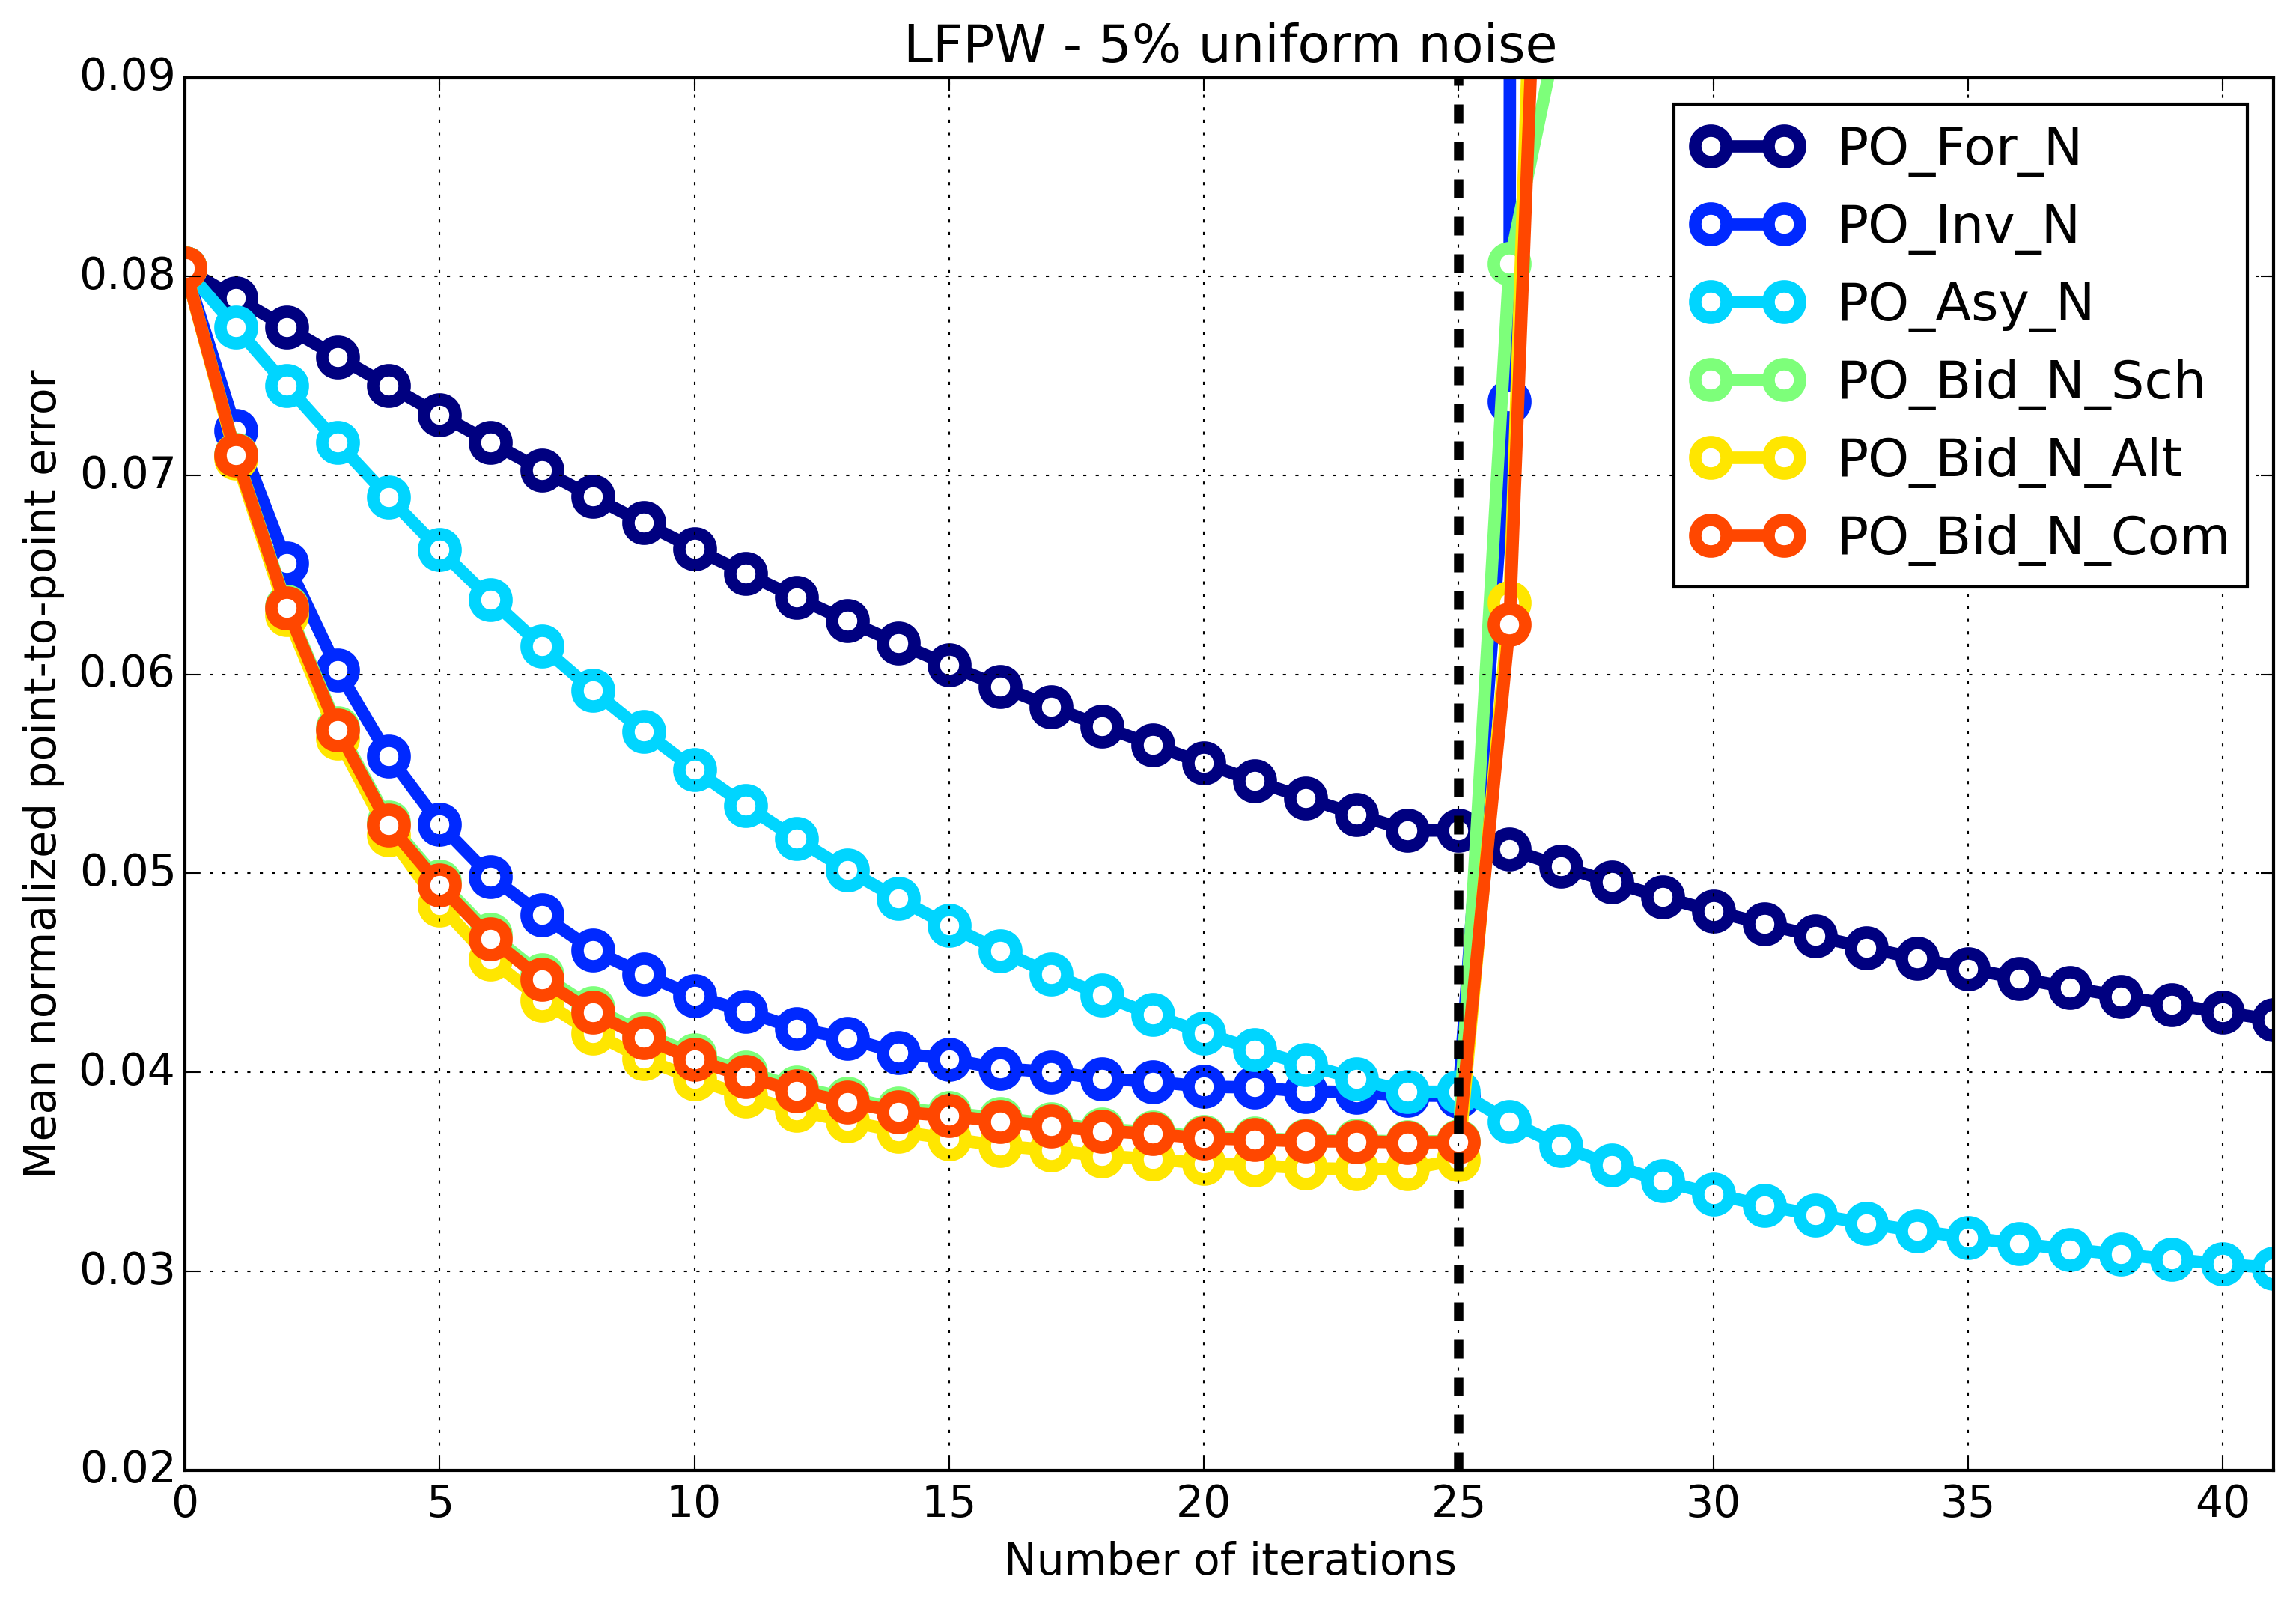 LFPW - 5% uniform noise
0.09
0.08
0.07
0.06
0.05
0.04
0.03
0.02
Mean normalized point-to-point error
PO_For_N
PO_Inv_N
PO_Asy_N
PO_Bid_N_Sch
PO_Bid_N_Alt
PO_Bid_N_Com
0 5 10 15 20 25 30 35 40
Number of iterations